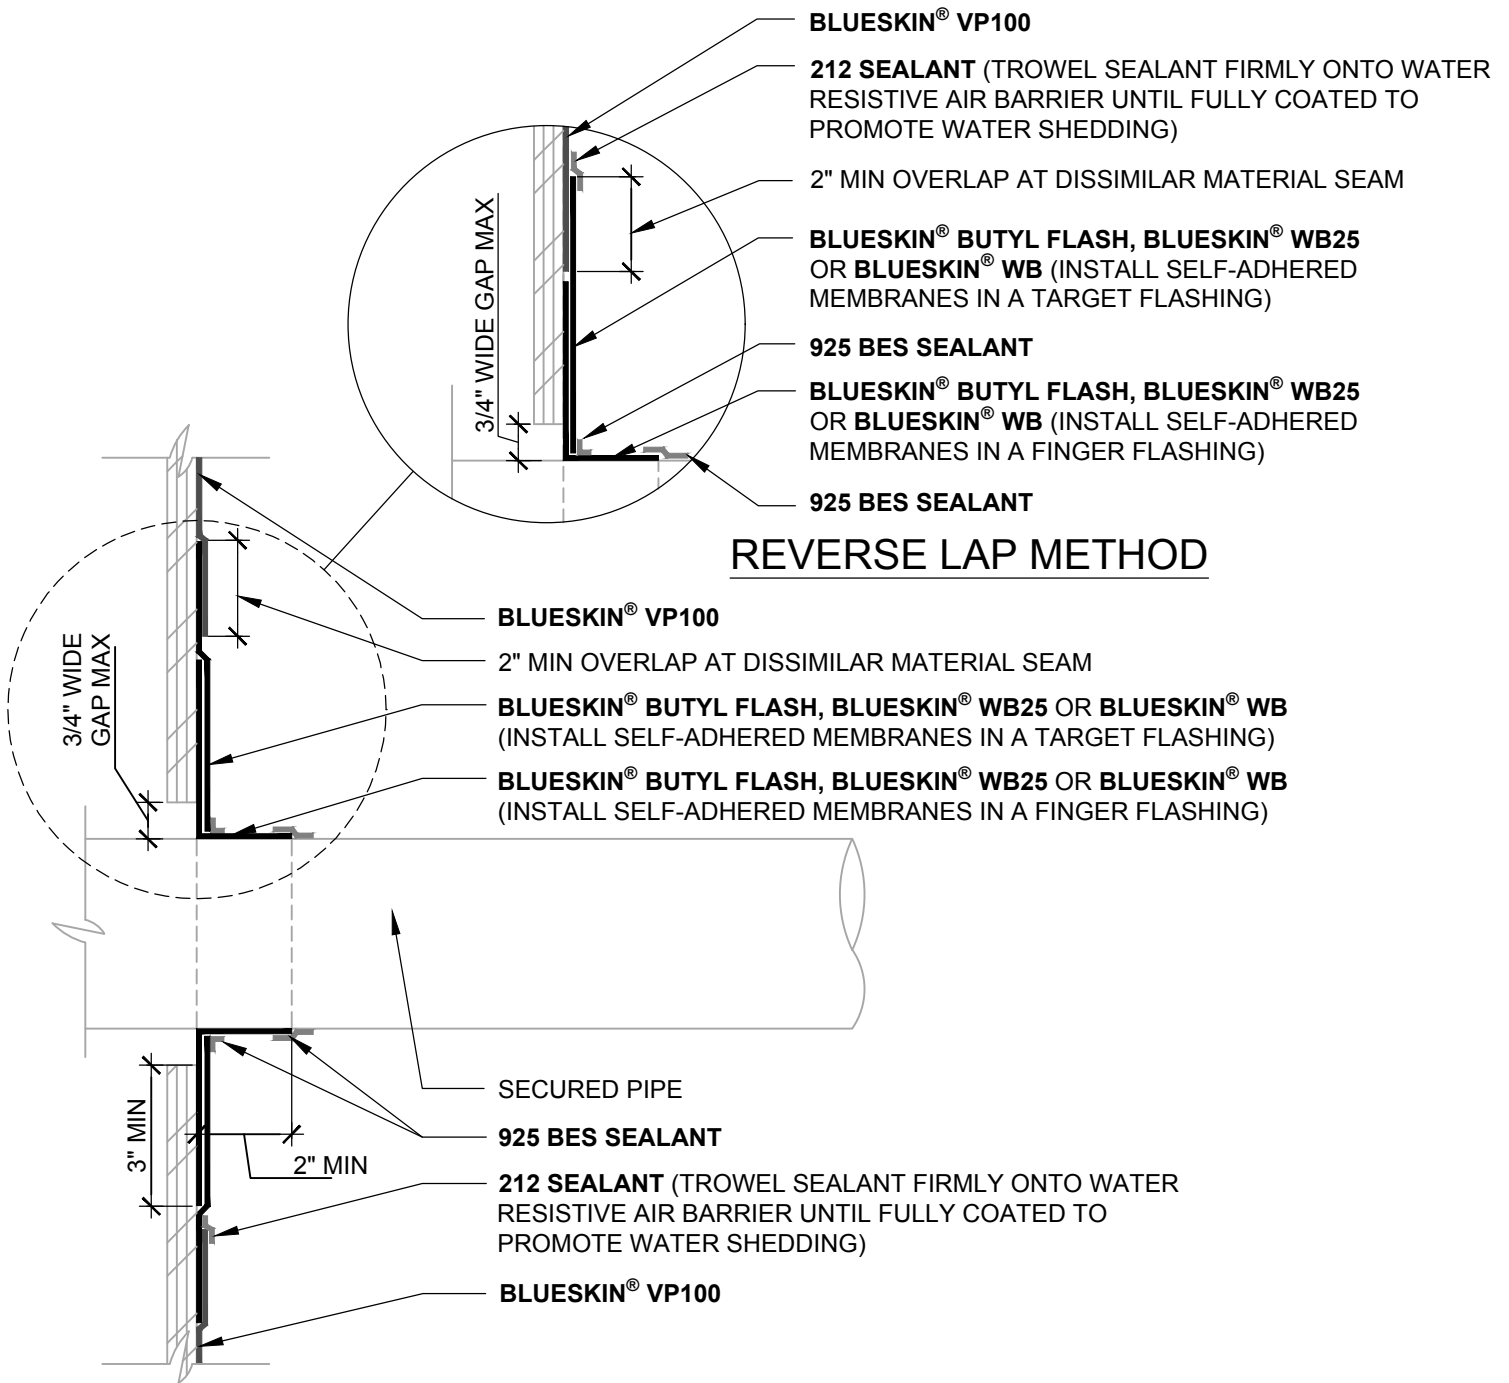 BLUESKIN® VP100
212 SEALANT (TROWEL SEALANT FIRMLY ONTO WATER
RESISTIVE AIR BARRIER UNTIL FULLY COATED TO
PROMOTE WATER SHEDDING)
2" MIN OVERLAP AT DISSIMILAR MATERIAL SEAM
BLUESKIN® BUTYL FLASH, BLUESKIN® WB25
OR BLUESKIN® WB (INSTALL SELF-ADHERED
MEMBRANES IN A TARGET FLASHING)
925 BES SEALANT
BLUESKIN® BUTYL FLASH, BLUESKIN® WB25
OR BLUESKIN® WB (INSTALL SELF-ADHERED
MEMBRANES IN A FINGER FLASHING)
925 BES SEALANT
3/4" WIDE GAP MAX
REVERSE LAP METHOD
BLUESKIN® VP100
2" MIN OVERLAP AT DISSIMILAR MATERIAL SEAM
BLUESKIN® BUTYL FLASH, BLUESKIN® WB25 OR BLUESKIN® WB
(INSTALL SELF-ADHERED MEMBRANES IN A TARGET FLASHING)
BLUESKIN® BUTYL FLASH, BLUESKIN® WB25 OR BLUESKIN® WB
(INSTALL SELF-ADHERED MEMBRANES IN A FINGER FLASHING)
3/4" WIDE
GAP MAX
SECURED PIPE
925 BES SEALANT
3" MIN
2" MIN
212 SEALANT (TROWEL SEALANT FIRMLY ONTO WATER
RESISTIVE AIR BARRIER UNTIL FULLY COATED TO
PROMOTE WATER SHEDDING)
BLUESKIN® VP100